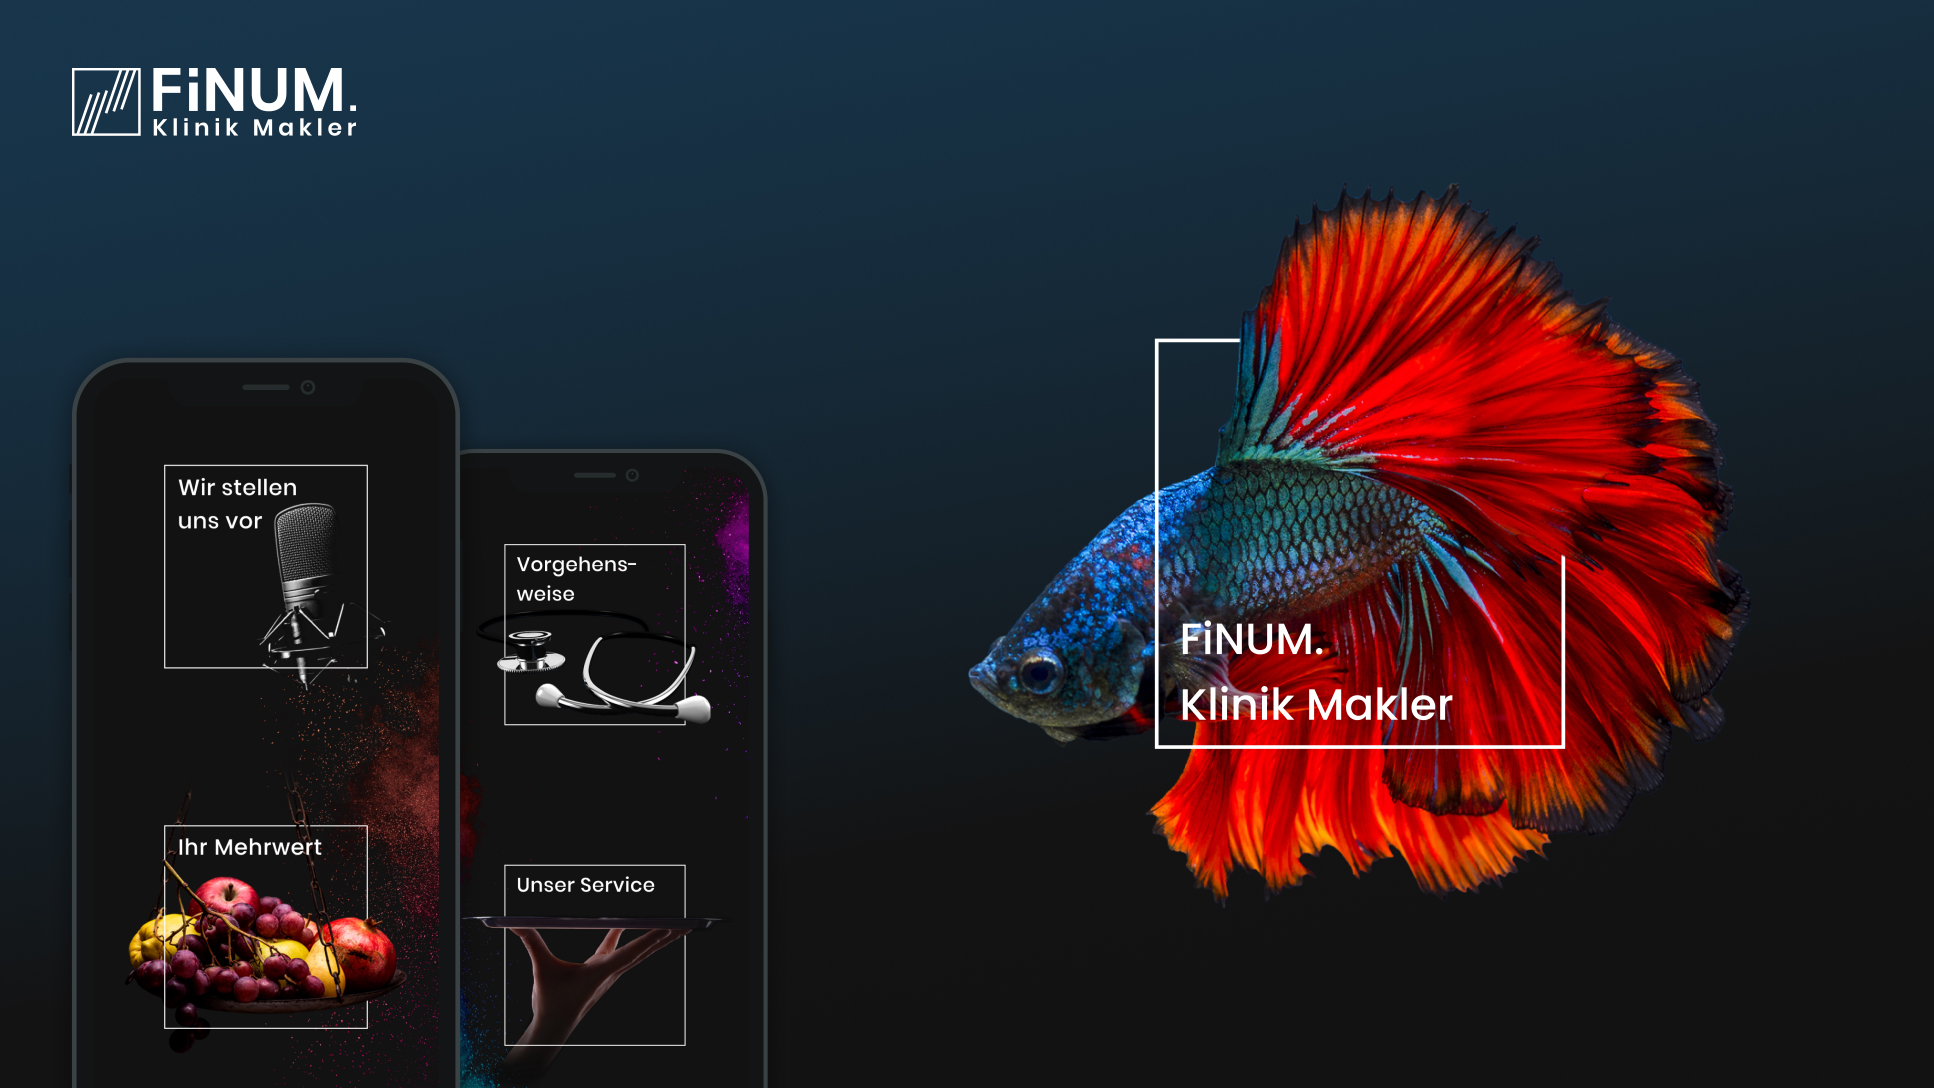 FiNUM.
Klinik Makler
Wir stellen
uns vor
Ihr Mehrwert
Vorgehens-
weise
Unser Service
FiNUM.
Klinik Makler